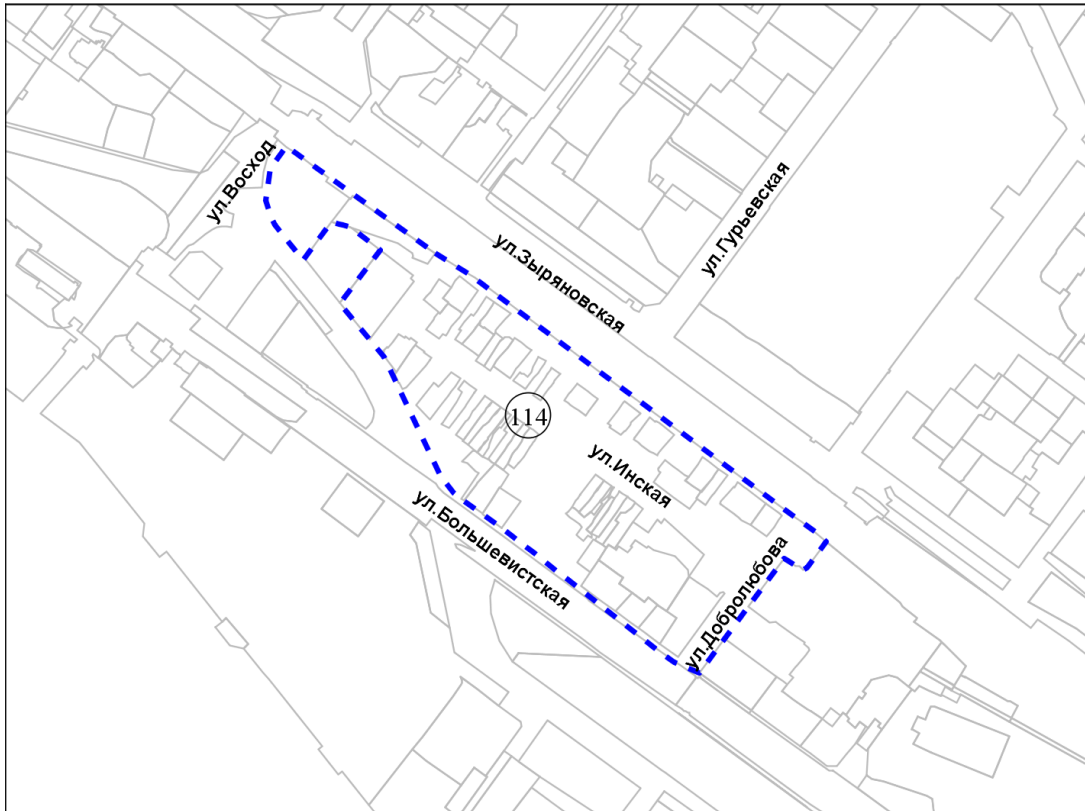 ул.Восход
ул.Зыряновская
ул.Гурьевская
114
ул.Инская
ул.Большевистская
ул.Добролюбова